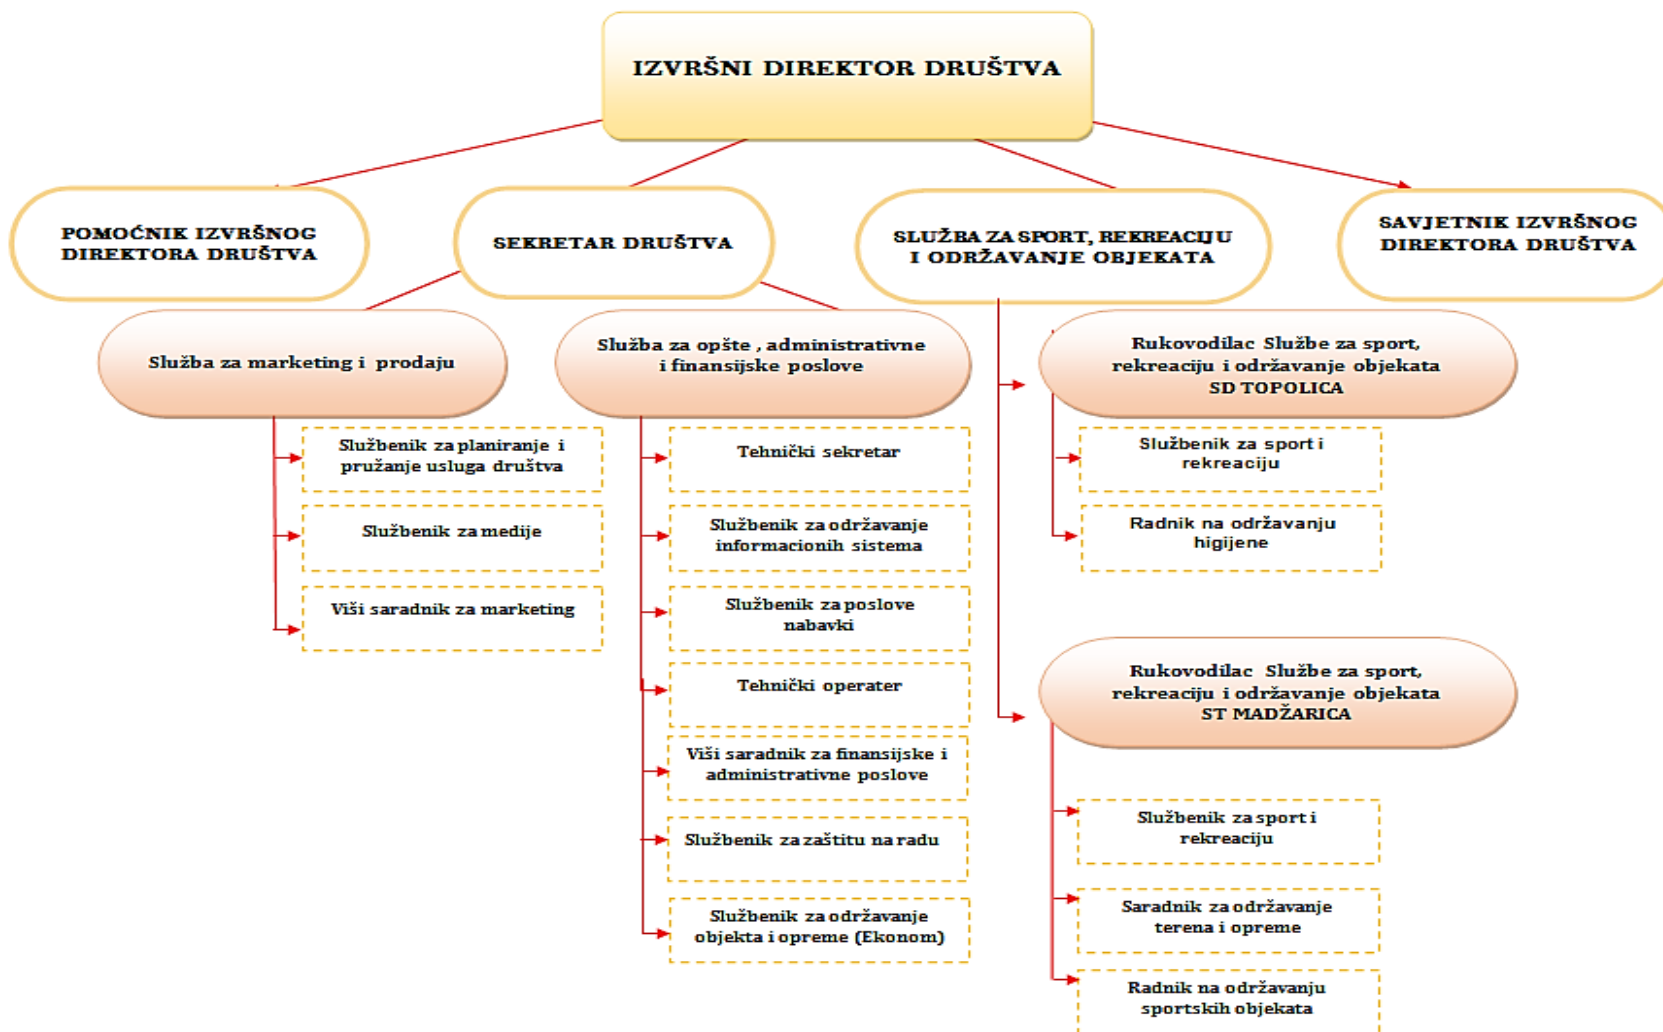 IZVRŠNI DIREKTOR DRUŠTVA
POMOĆNIK IZVRŠNOG
DIREKTORA DRUŠTVA
SEKRETAR DRUŠTVA
SLUŽBA ZA SPORT, REKREACIJU
I ODRŽAVANJE OBJEKATA
SAVJETNIK IZVRŠNOG
DIREKTORA DRUŠTVA
Služba za marketing i prodaju
Službenik za planiranje i
pružanje usluga društva
Službenik za medije
Viši saradnik za marketing
Služba za opšte , administrativne
i finansijske poslove
Tehnički sekretar
Službenik za održavanje
informacionih sistema
Službenik za poslove
nabavki
Tehnički operater
Viši saradnik za finansijske i
administrativne poslove
Službenik za zaštitu na radu
Službenik za održavanje
objekta i opreme (Ekonom)
Rukovodilac Službe za sport,
rekreaciju i održavanje objekata
SD TOPOLICA
Službenik za sport i
rekreaciju
Radnik na održavanju
higijene
Rukovodilac Službe za sport,
rekreaciju i održavanje objekata
ST MADŽARICA
Službenik za sport i
rekreaciju
Saradnik za održavanje
terena i opreme
Radnik na održavanju
sportskih objekata